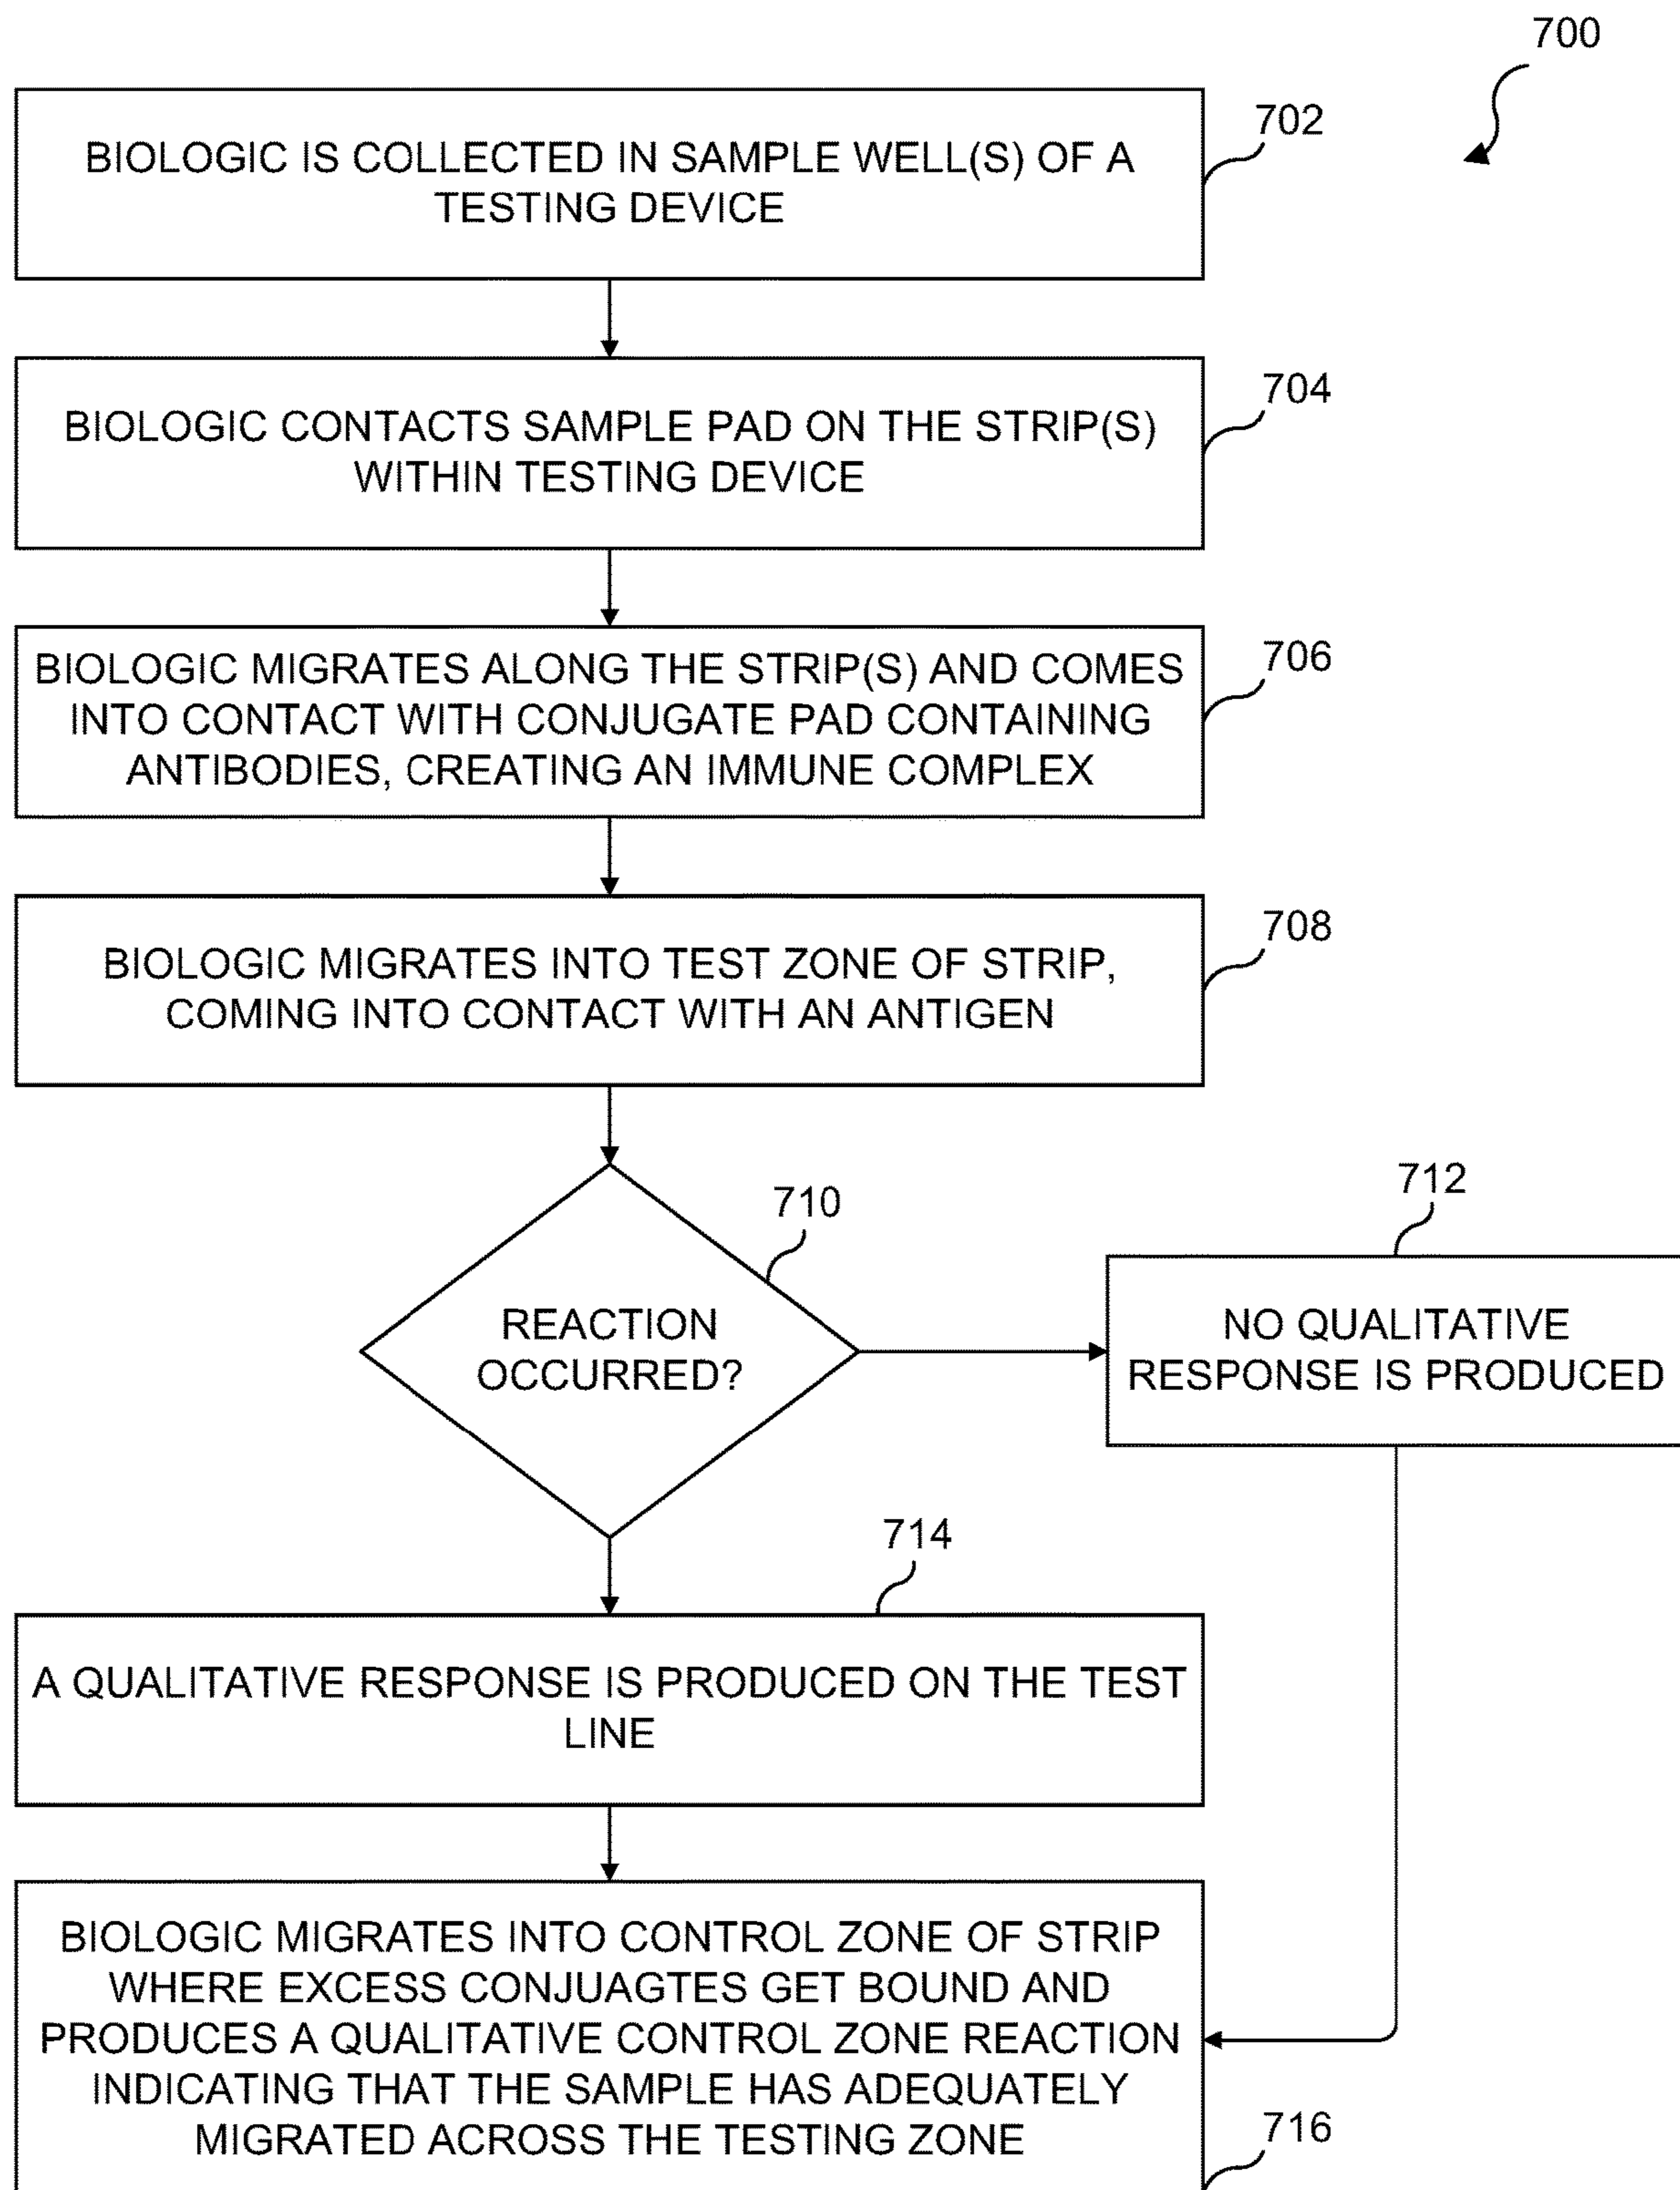 700
BIOLOGIC IS COLLECTED IN SAMPLE WELL(S) OF A
TESTING DEVICE
702
BIOLOGIC CONTACTS SAMPLE PAD ON THE STRIP(S)
WITHIN TESTING DEVICE
704
BIOLOGIC MIGRATES ALONG THE STRIP(S) AND COMES
INTO CONTACT WITH CONJUGATE PAD CONTAINING
ANTIBODIES, CREATING AN IMMUNE COMPLEX
706
BIOLOGIC MIGRATES INTO TEST ZONE OF STRIP,
COMING INTO CONTACT WITH AN ANTIGEN
708
REACTION
OCCURRED?
710
NO QUALITATIVE
RESPONSE IS PRODUCED
712
A QUALITATIVE RESPONSE IS PRODUCED ON THE TEST
LINE
714
BIOLOGIC MIGRATES INTO CONTROL ZONE OF STRIP
WHERE EXCESS CONJUAGTES GET BOUND AND
PRODUCES A QUALITATIVE CONTROL ZONE REACTION
INDICATING THAT THE SAMPLE HAS ADEQUATELY
MIGRATED ACROSS THE TESTING ZONE
716